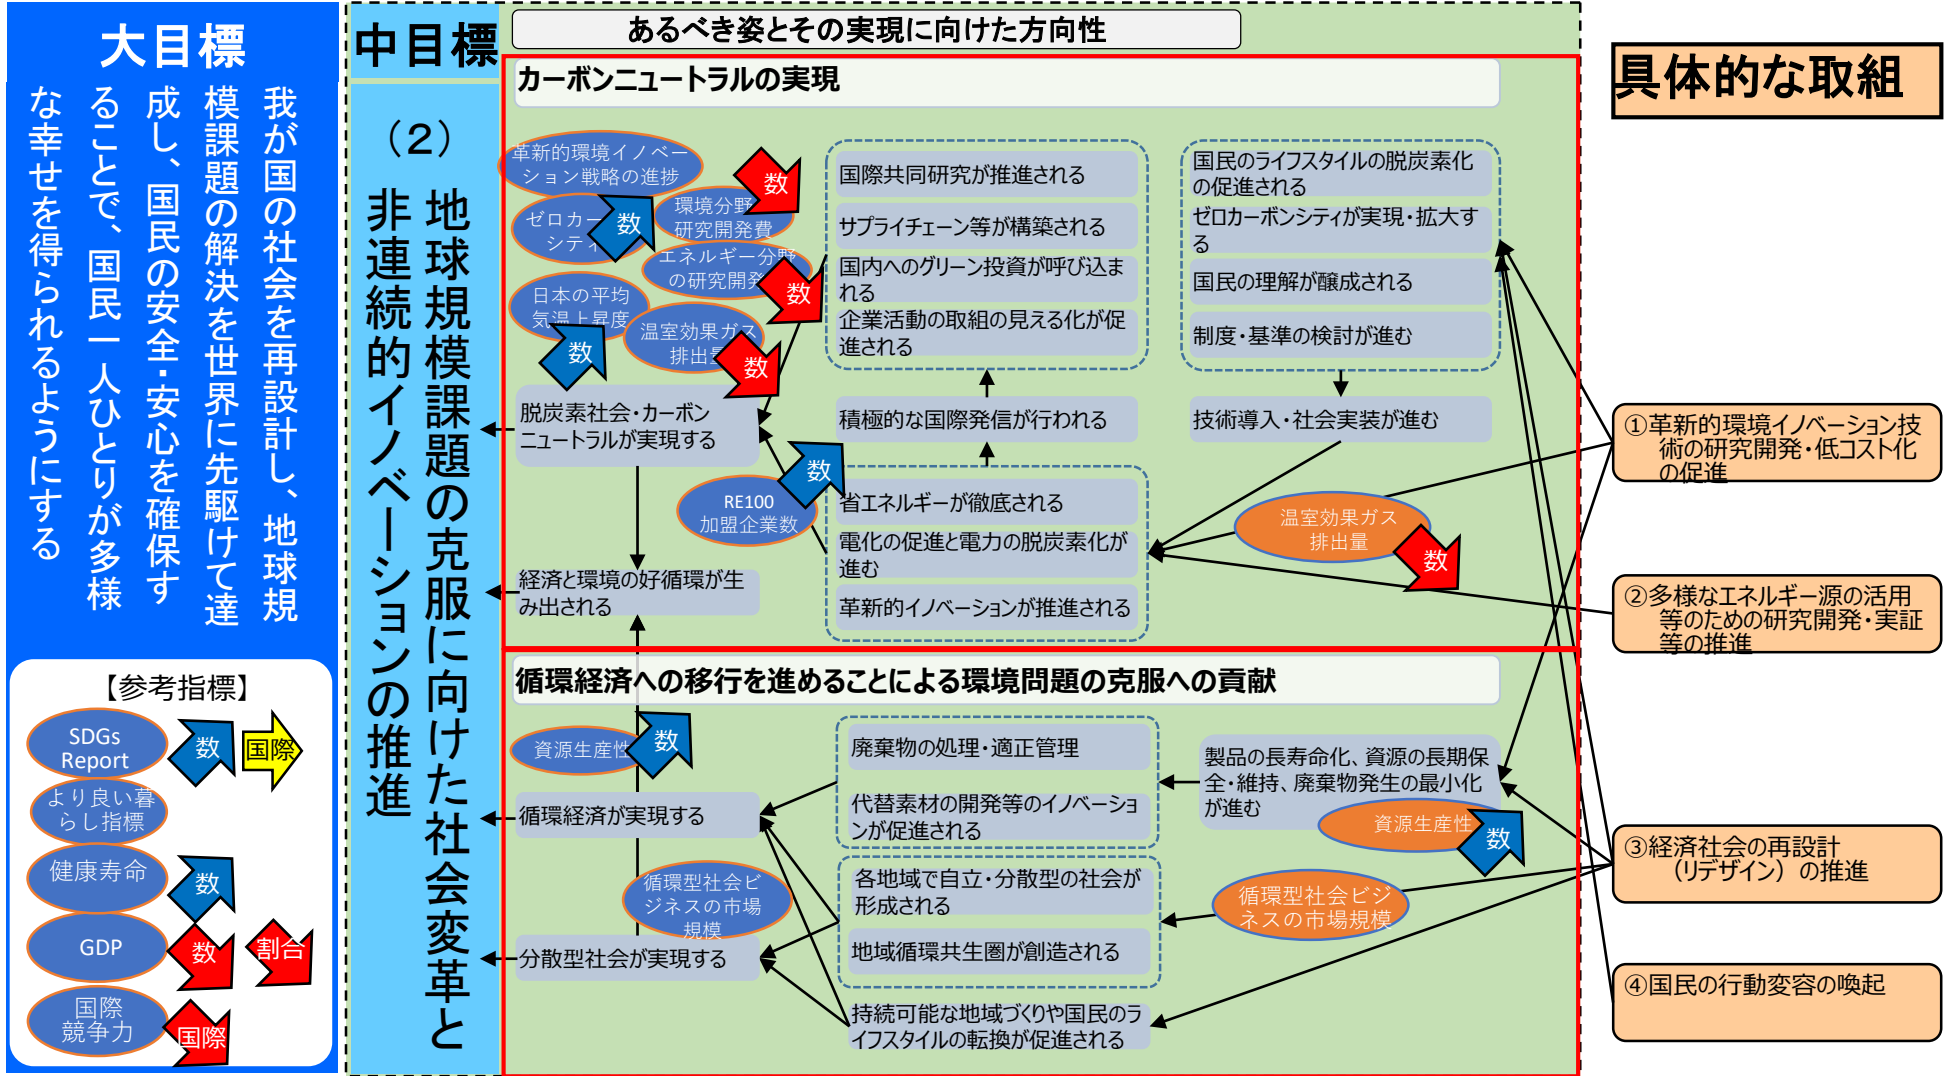 大目標
我が国の社会を再設計し、地球規
模課題の解決を世界に先駆けて達
成し、国民の安全・安心を確保す
ることで、国民一人ひとりが多様
な幸せを得られるようにする
【参考指標】
SDGs
Report
数
国際
より良い暮
らし指標
健康寿命
数
GDP
数
割合
国際
競争力
国際
中目標
（２）
地球規模課題の克服に向けた社会変革と
非連続的イノベーションの推進
あるべき姿とその実現に向けた方向性
カーボンニュートラルの実現
革新的環境イノベー
ション戦略の進捗
数
ゼロカー
シティ
数
環境分野
研究開発費
エネルギー分野
の研究開発
数
日本の平均
気温上昇度
数
温室効果ガス
排出
数
脱炭素社会・カーボン
ニュートラルが実現する
RE100
加盟企業数
数
経済と環境の好循環が生
み出される
国際共同研究が推進される
サプライチェーン等が構築される
国内へのグリーン投資が呼び込ま
れる
企業活動の取組の見える化が促
進される
積極的な国際発信が行われる
省エネルギーが徹底される
電化の促進と電力の脱炭素化が
進む
革新的イノベーションが推進される
国民のライフスタイルの脱炭素化
の促進される
ゼロカーボンシティが実現・拡大す
る
国民の理解が醸成される
制度・基準の検討が進む
技術導入・社会実装が進む
温室効果ガス
排出量
数
循環経済への移行を進めることによる環境問題の克服への貢献
資源生産性
数
循環経済が実現する
循環型社会ビ
ジネスの市場
規模
分散型社会が実現する
廃棄物の処理・適正管理
代替素材の開発等のイノベーショ
ンが促進される
各地域で自立・分散型の社会が
形成される
地域循環共生圏が創造される
持続可能な地域づくりや国民のラ
イフスタイルの転換が促進される
製品の長寿命化、資源の長期保
全・維持、廃棄物発生の最小化
が進む
資源生産性
数
循環型社会ビジ
ネスの市場規模
具体的な取組
①革新的環境イノベーション技
術の研究開発・低コスト化
の促進
②多様なエネルギー源の活用
等のための研究開発・実証
等の推進
③経済社会の再設計
（リデザイン）の推進
④国民の行動変容の喚起